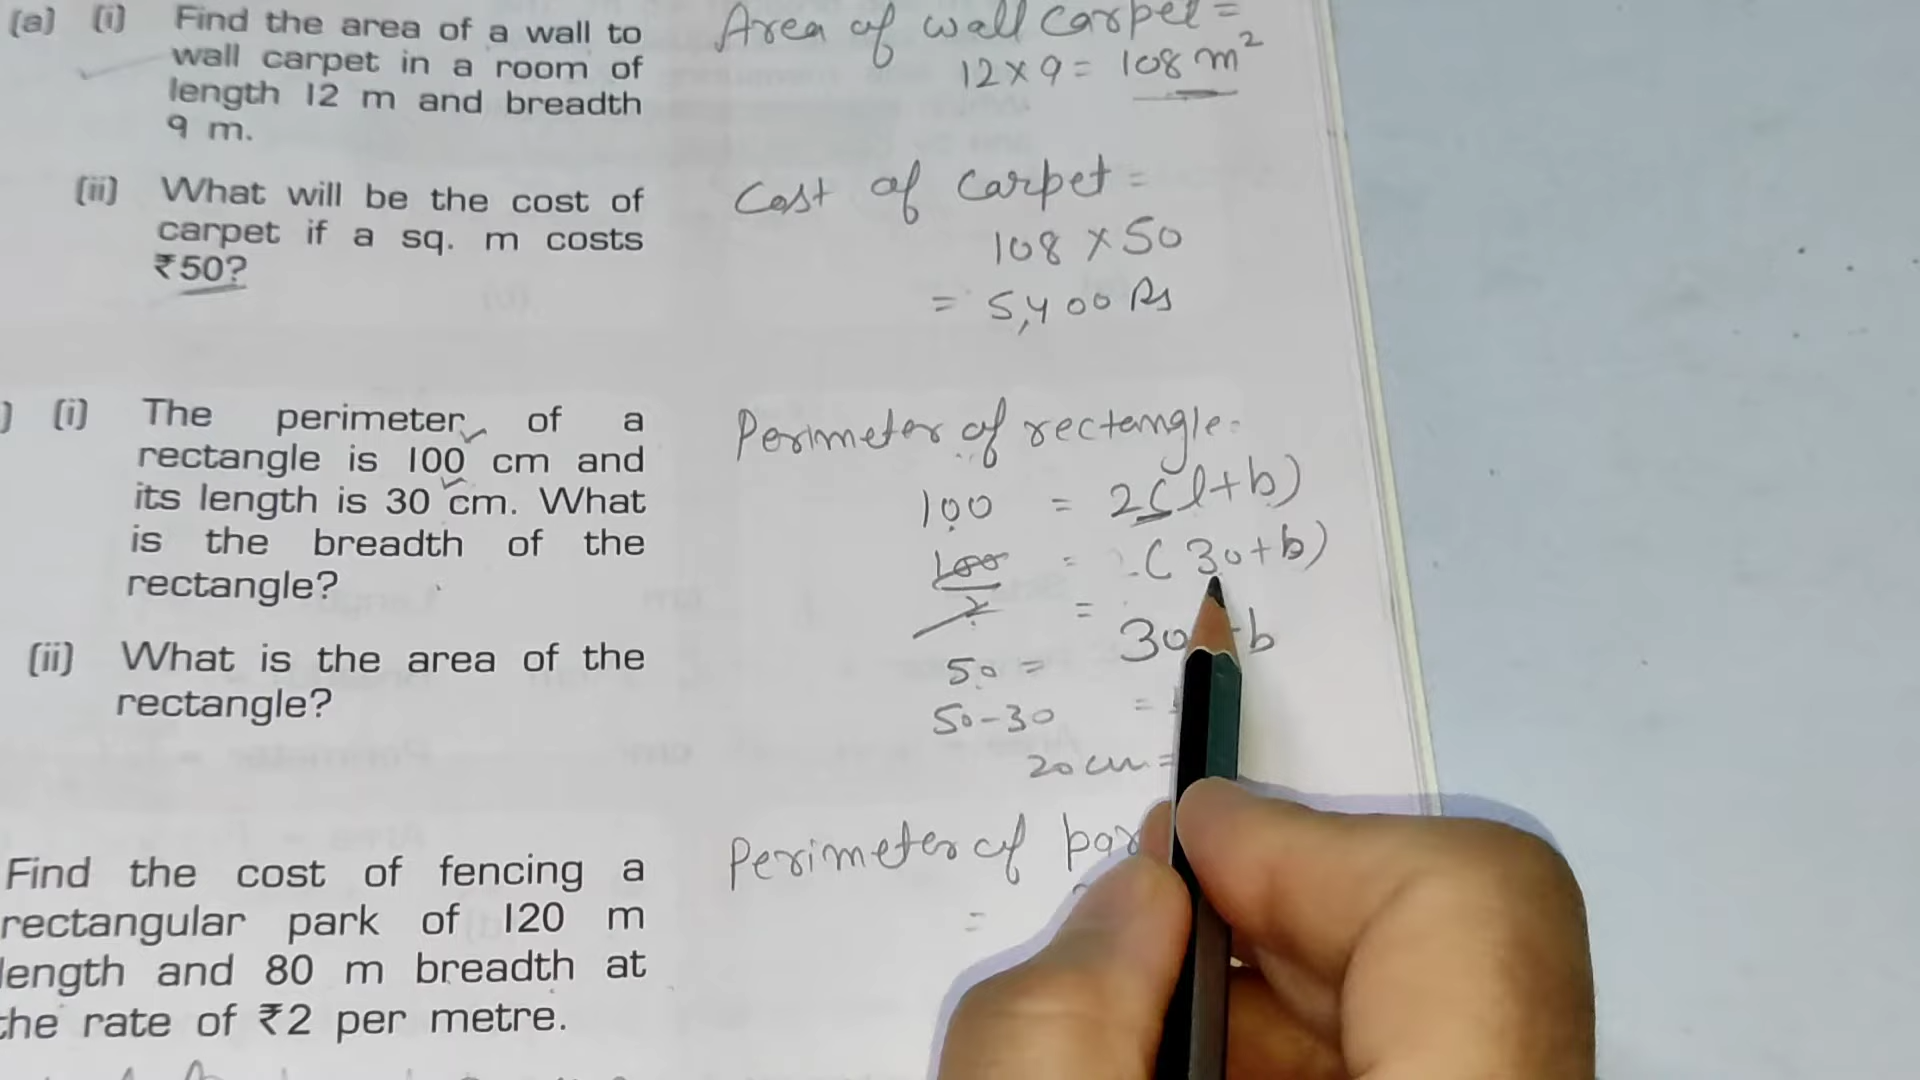 (a) (i) Find the area of a wall to
wall carpet in a room of
length 12 m and breadth
9 m.
(ii) What will be the cost of
carpet if a sq. m costs
₹50?
) (i) The perimeter of a
rectangle is 100 cm and
its length is 30 cm. What
is the breadth of the
rectangle?
(ii) What is the area of the
rectangle?
Find the cost of fencing a
rectangular park of 120 m
length and 80 m breadth at
the rate of ₹2 per metre.
Area of wall carpet =
12 × 9 = 108 m²
Cost of carpet =
108 × 50
= 5,400 Rs
Perimeter of rectangle =
100 = 2(l+b)
100 = (30+b)
2 =
50 = 30 + b
50-30 =
20 cm =
Perimeter of par
=